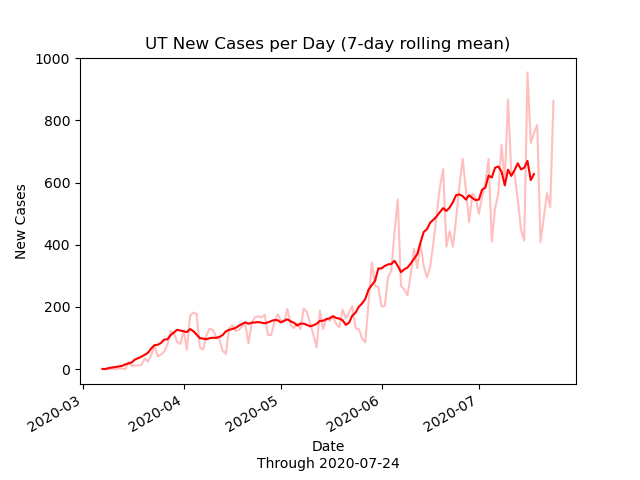 UT New Cases per Day (7-day rolling mean)
1000
800
600
400
200
0
New Cases
2020-03
2020-04
2020-05
2020-06
2020-07
Date
Through 2020-07-24